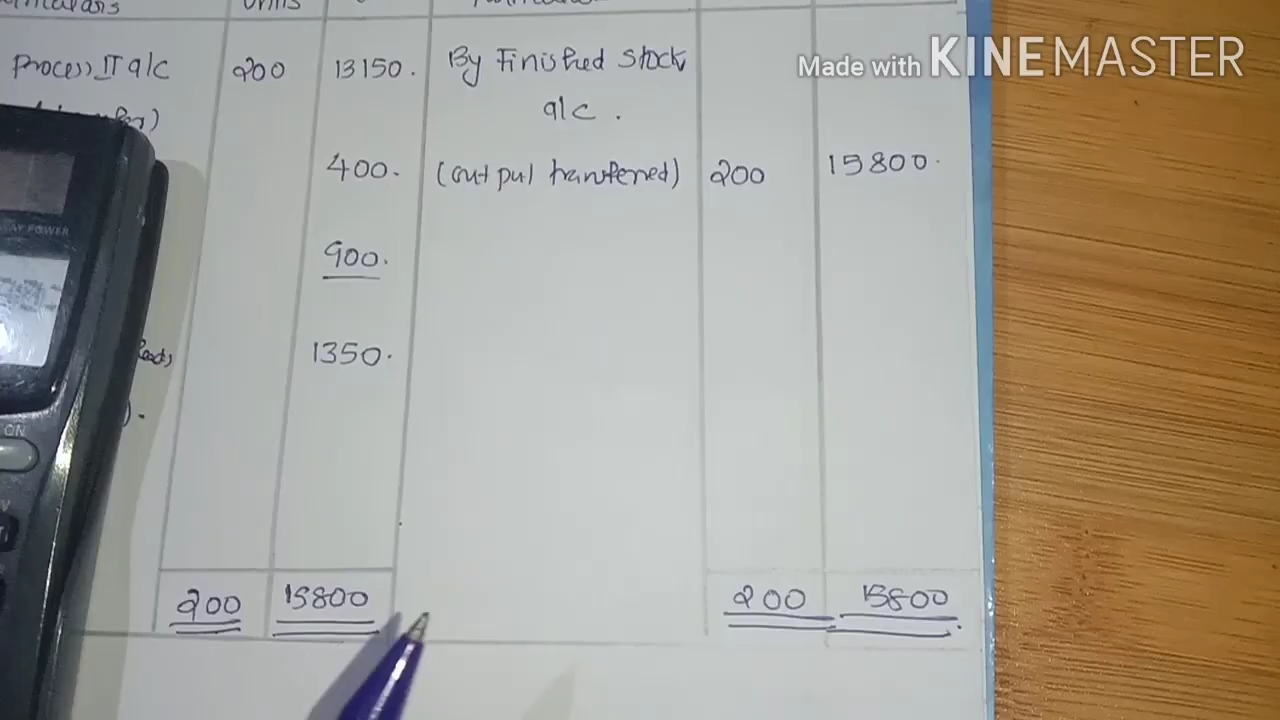 Process II a/c 200 13150. By Finished Stock
a/c.
400. (output transferred) 200 15800.
900.
1350.
200 15800 200 15800.
Made with KINEMASTER
ON